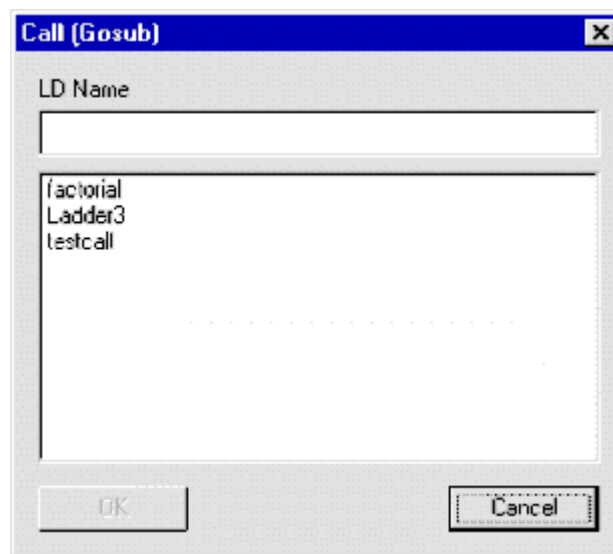 Call (Gosub)
LD Name
factorial
Ladder3
testcall
OK
Cancel